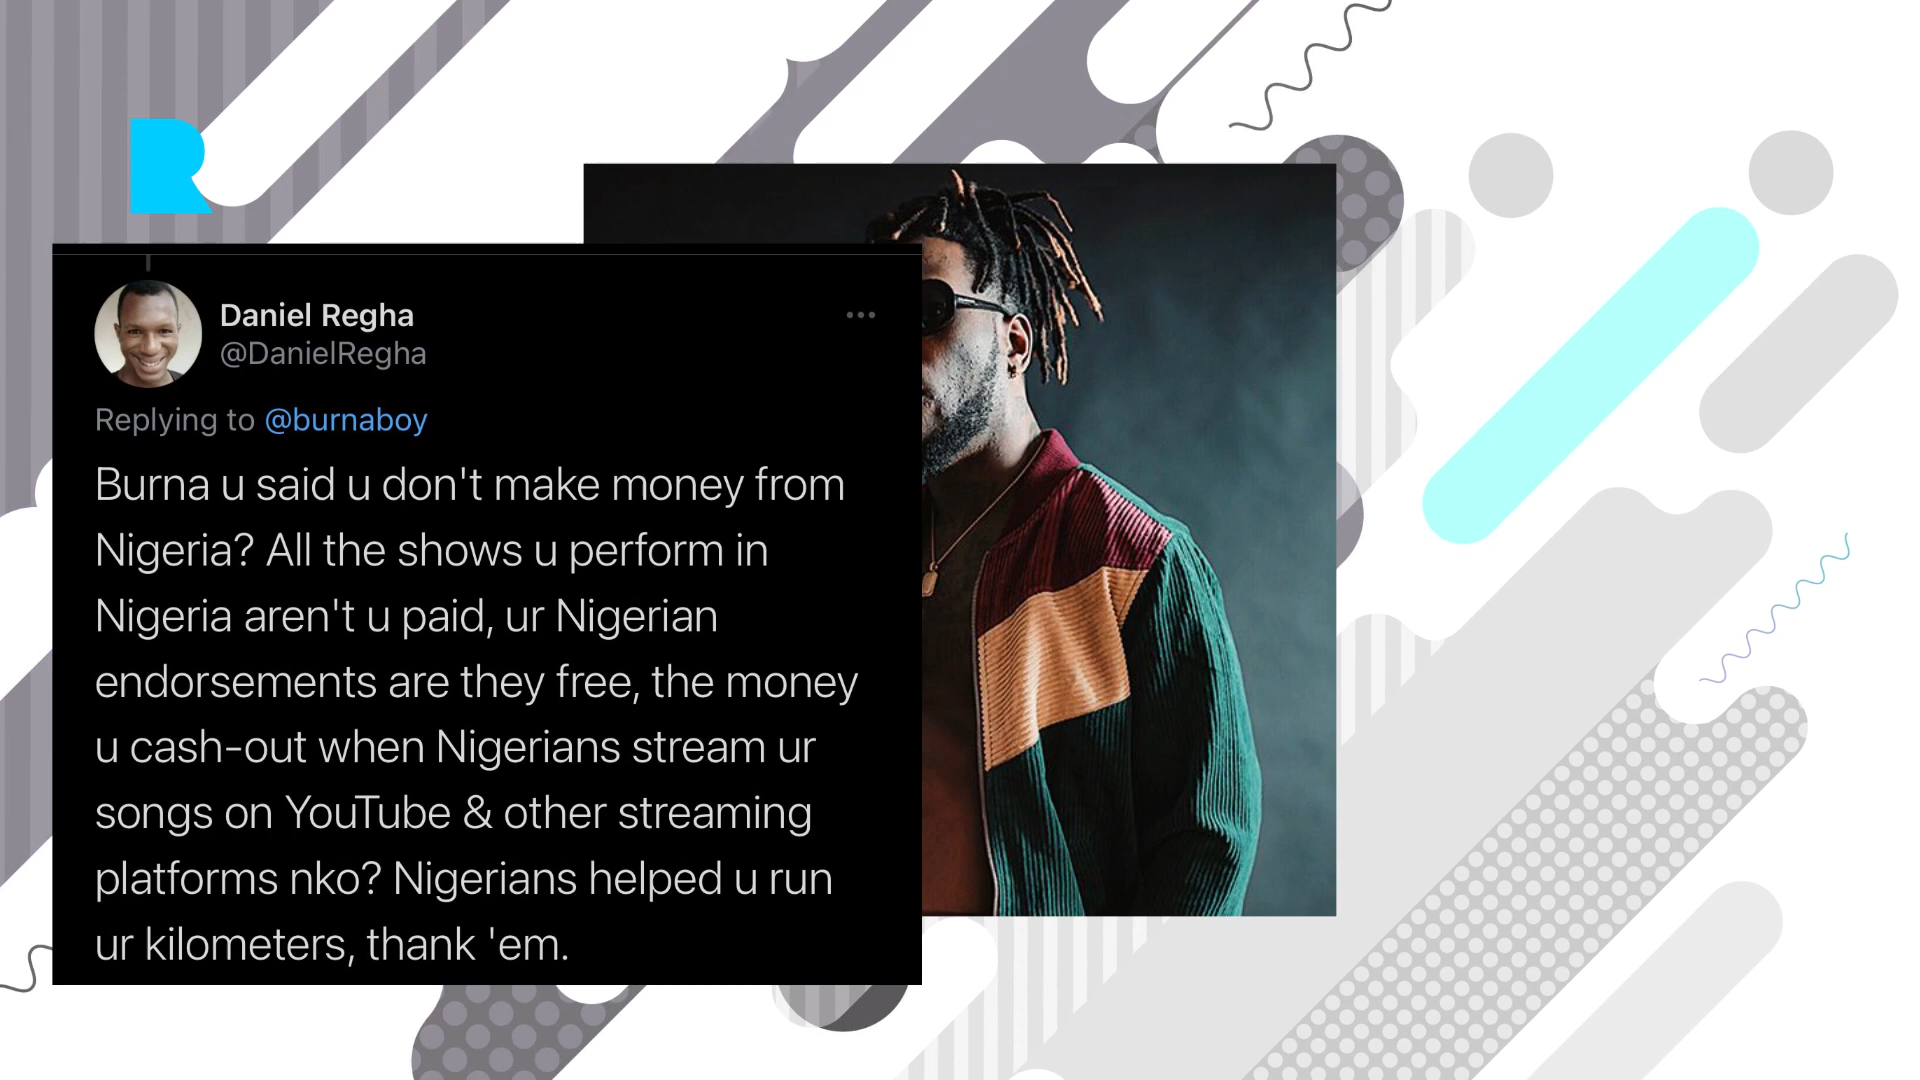 R
Daniel Regha
@DanielRegha
Replying to @burnaboy
Burna u said u don't make money from
Nigeria? All the shows u perform in
Nigeria aren't u paid, ur Nigerian
endorsements are they free, the money
u cash-out when Nigerians stream ur
songs on YouTube & other streaming
platforms nko? Nigerians helped u run
ur kilometers, thank 'em.